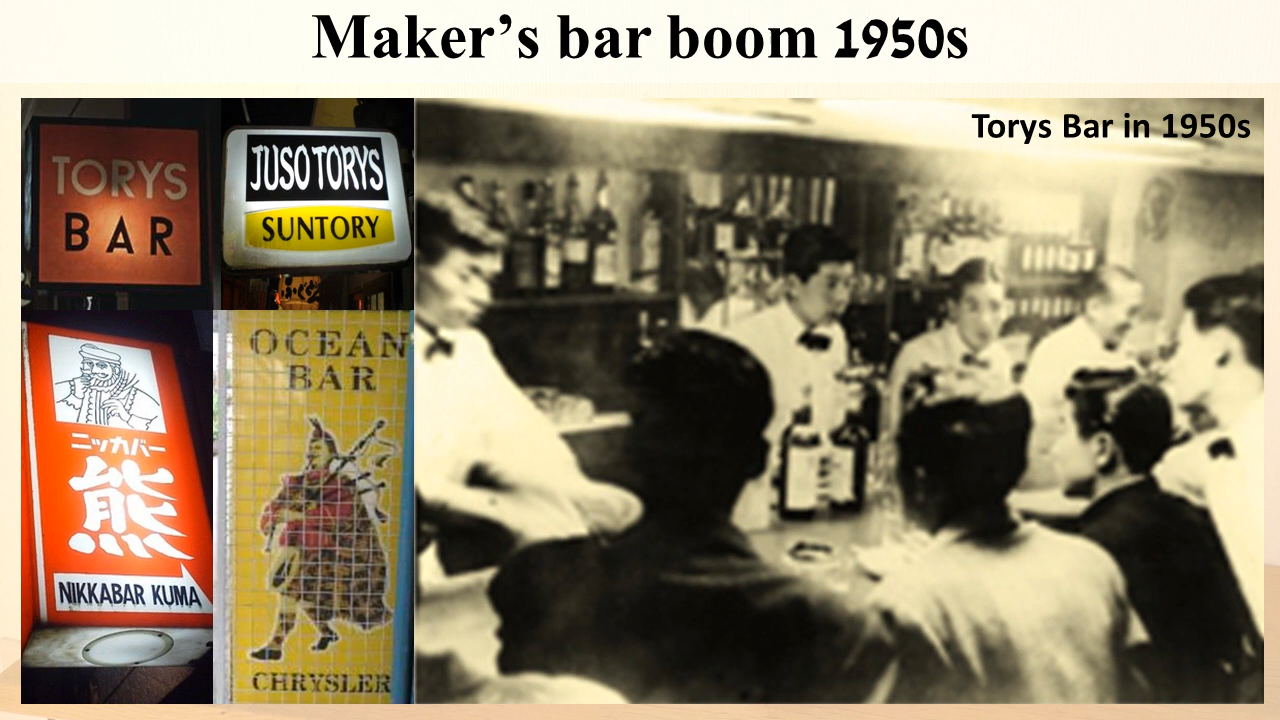 Maker’s bar boom 1950s
Torys Bar in 1950s
TORYS
BAR
JUSO TORYS
SUNTORY
ニッカバー
熊
NIKKABAR KUMA
OCEAN
BAR
CHRYSLER